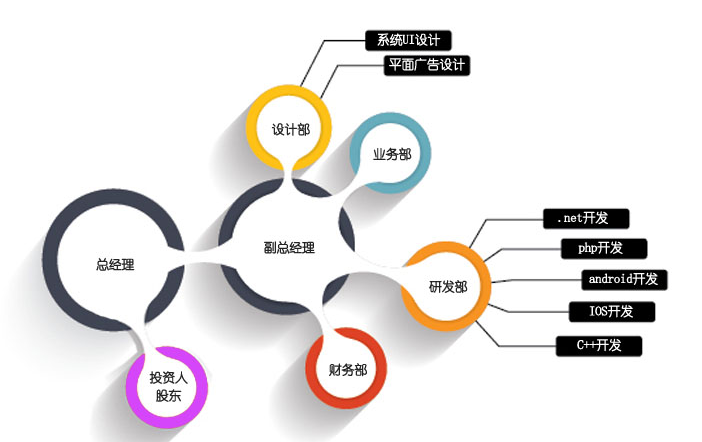 系统UI设计
平面广告设计
设计部
业务部
.net开发
副总经理
php开发
总经理
android开发
研发部
IOS开发
C++开发
财务部
投资人
股东